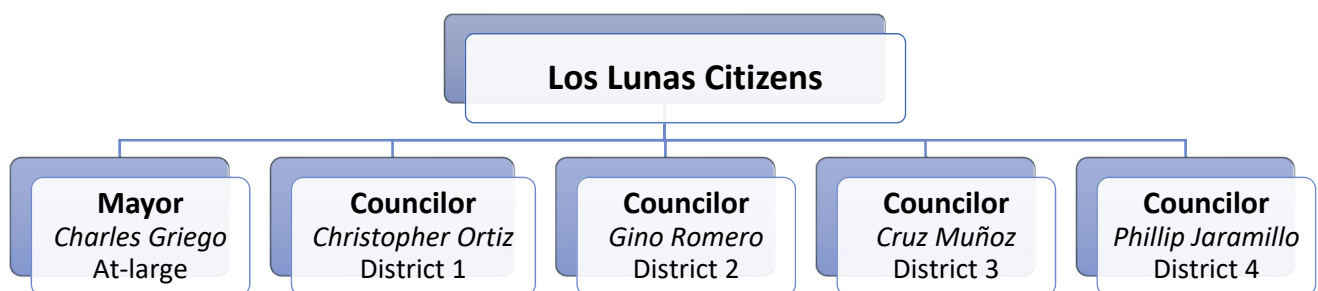 Los Lunas Citizens
Mayor
Charles Griego
At-large
Councilor
Christopher Ortiz
District 1
Councilor
Gino Romero
District 2
Councilor
Cruz Muñoz
District 3
Councilor
Phillip Jaramillo
District 4